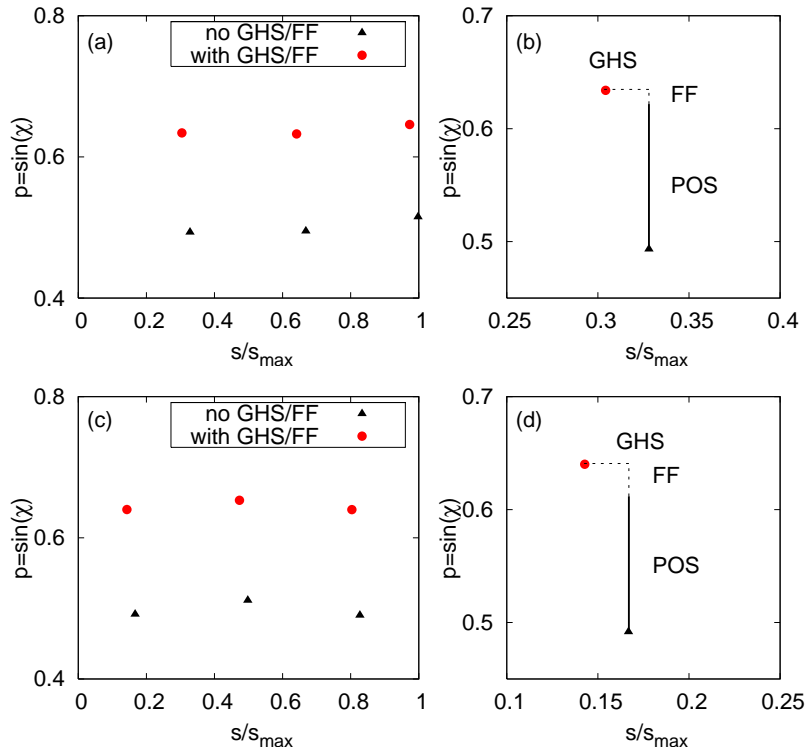 (a)
no GHS/FF
with GHS/FF
p=sin(χ)
0.8
0.6
0.4
0 0.2 0.4 0.6 0.8 1
s/smax
(b)
GHS
FF
POS
p=sin(χ)
0.7
0.6
0.5
0.25 0.3 0.35 0.4
s/smax
(c)
no GHS/FF
with GHS/FF
p=sin(χ)
0.8
0.6
0.4
0 0.2 0.4 0.6 0.8 1
s/smax
(d)
GHS
FF
POS
p=sin(χ)
0.7
0.6
0.5
0.1 0.15 0.2 0.25
s/smax